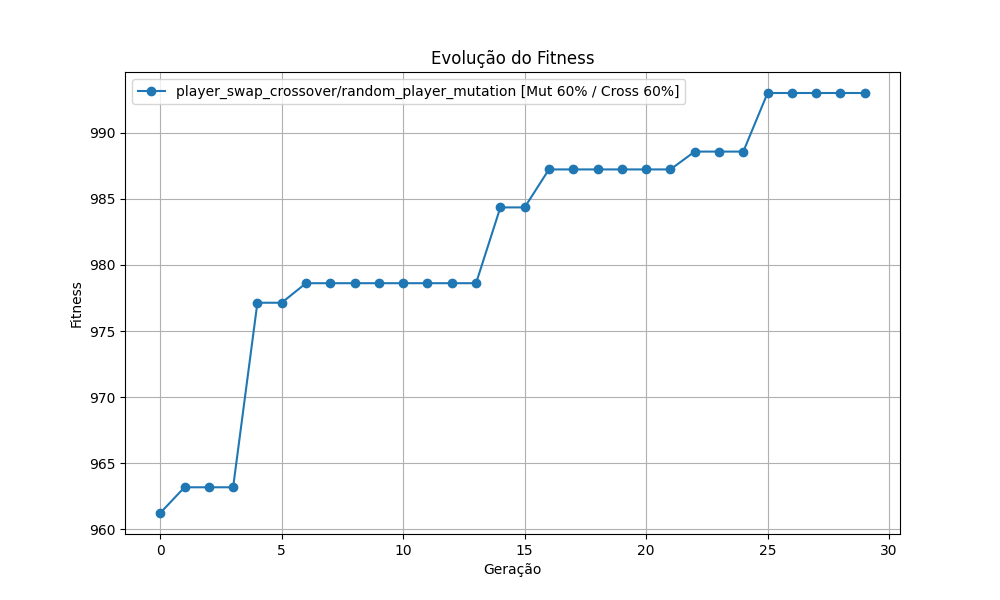 Evolução do Fitness
player_swap_crossover/random_player_mutation [Mut 60% / Cross 60%]
Fitness
990
985
980
975
970
965
960
0 5 10 15 20 25 30
Geração